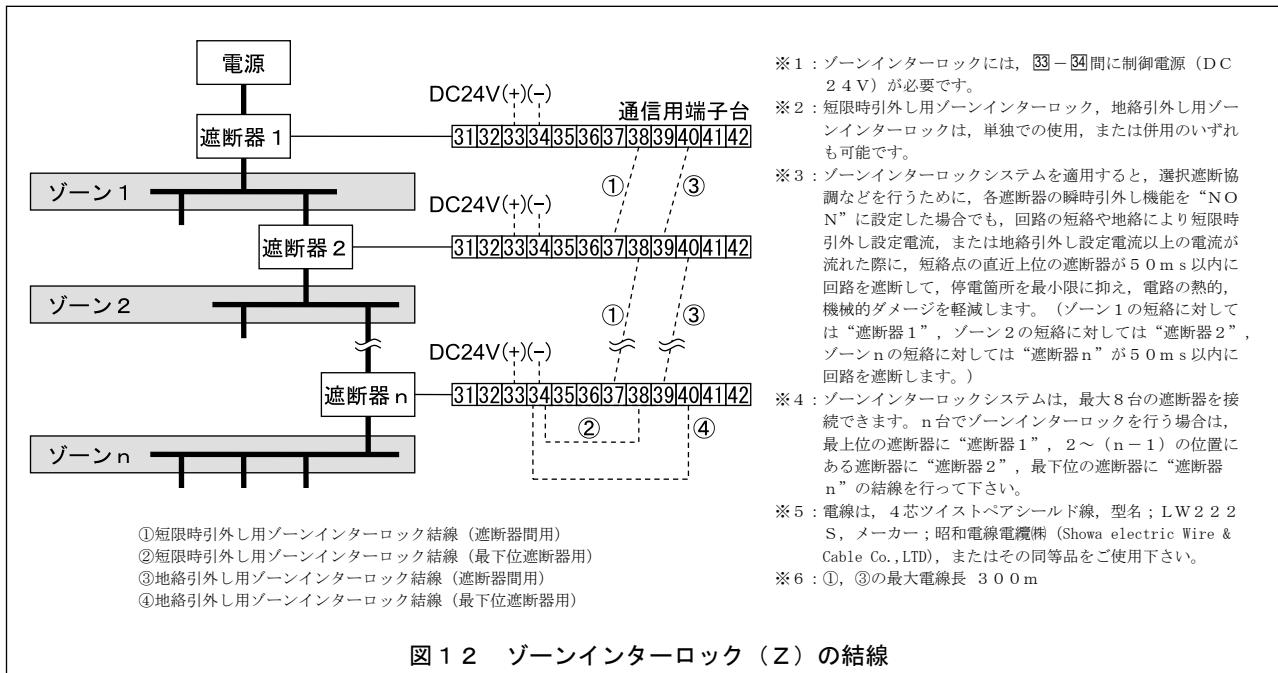 電源
遮断器1
DC24V(+)(-)
通信用端子台
31 32 33 34 35 36 37 38 39 40 41 42
ゾーン1
① ③
DC24V(+)(-)
遮断器2
31 32 33 34 35 36 37 38 39 40 41 42
ゾーン2
① ③
DC24V(+)(-)
遮断器n
31 32 33 34 35 36 37 38 39 40 41 42
② ④
ゾーンn
①短限時引外し用ゾーンインターロック結線(遮断器間用)
②短限時引外し用ゾーンインターロック結線(最下位遮断器用)
③地絡引外し用ゾーンインターロック結線(遮断器間用)
④地絡引外し用ゾーンインターロック結線(最下位遮断器用)
※1:ゾーンインターロックには,33-34間に制御電源(DC
24V)が必要です。
※2:短限時引外し用ゾーンインターロック,地絡引外し用ゾー
ンインターロックは,単独での使用,または併用のいずれ
も可能です。
※3:ゾーンインターロックシステムを適用すると,選択遮断協
調などを行うために,各遮断器の瞬時引外し機能を“NO
N”に設定した場合でも,回路の短絡や地絡により短限時
引外し設定電流,または地絡引外し設定電流以上の電流が
流れた際に,短絡点の直近上位の遮断器が50ms以内に
回路を遮断して,停電箇所を最小限に抑え,電路の熱的,
機械的ダメージを軽減します。(ゾーン1の短絡に対して
は“遮断器1”,ゾーン2の短絡に対しては“遮断器2”,
ゾーンnの短絡に対しては“遮断器n”が50ms以内に
回路を遮断します。)
※4:ゾーンインターロックシステムは,最大8台の遮断器を接
続できます。n台でゾーンインターロックを行う場合は,
最上位の遮断器に“遮断器1”,2~(n-1)の位置に
ある遮断器に“遮断器2”,最下位の遮断器に“遮断器
n”の結線を行って下さい。
※5:電線は,4芯ツイストペアシールド線,型名;LW222
S,メーカー;昭和電線電纜㈱(Showa electric Wire &
Cable Co.,LTD),またはその同等品をご使用下さい。
※6:①,③の最大電線長 300m
図12 ゾーンインターロック(Z)の結線